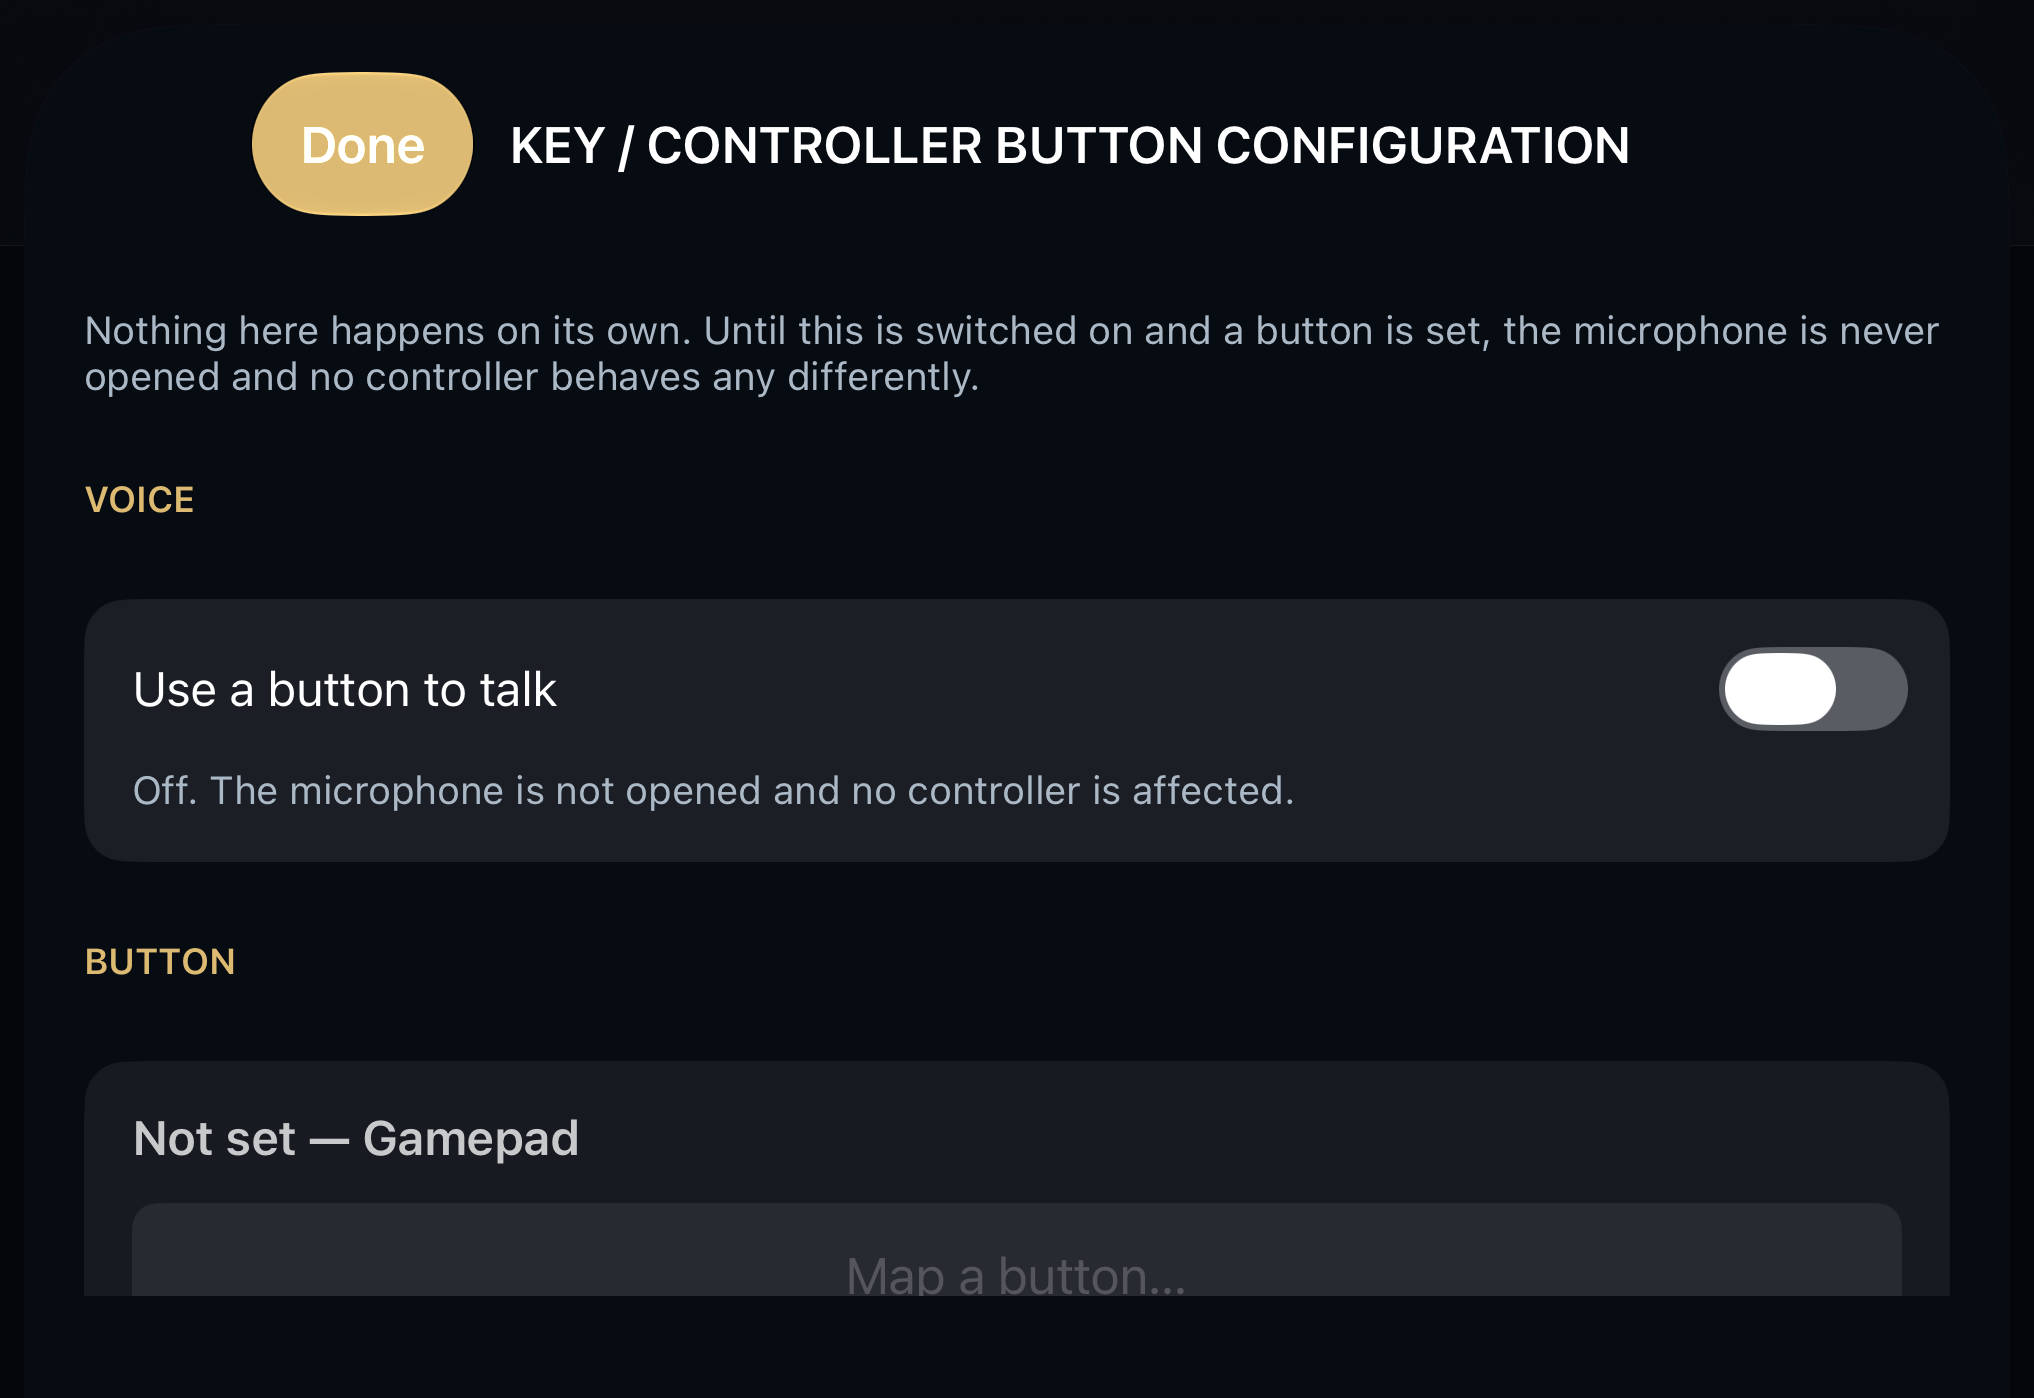 Done
KEY / CONTROLLER BUTTON CONFIGURATION
Nothing here happens on its own. Until this is switched on and a button is set, the microphone is never
opened and no controller behaves any differently.
VOICE
Use a button to talk
Off. The microphone is not opened and no controller is affected.
BUTTON
Not set — Gamepad
Map a button...